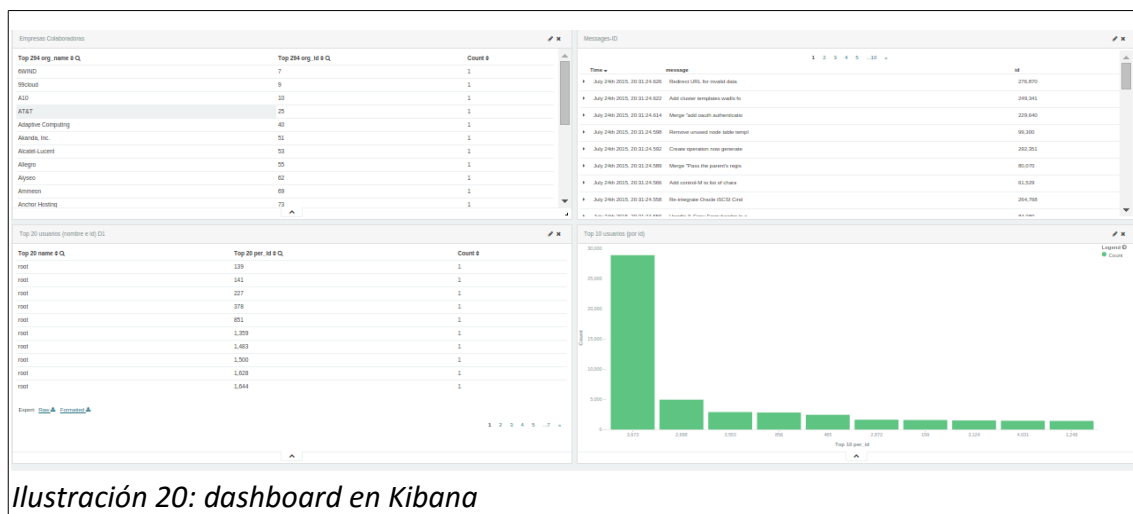 Empresas Colaboradoras
Top 294 org_name Top 294 org_id Count
6WIND 7 1
99cloud 9 1
A10 10 1
AT&T 25 1
Adaptive Computing 40 1
Akanda, Inc. 51 1
Alcatel-Lucent 53 1
Allegro 55 1
Alyseo 62 1
Ammeon 69 1
Anchor Hosting 73 1
Messages-ID
1 2 3 4 5 ...10 »
Time message id
July 24th 2015, 20:31:24.626 Redirect URL for invalid data 276,870
July 24th 2015, 20:31:24.622 Add cluster templates wadls fo 249,341
July 24th 2015, 20:31:24.614 Merge "add oauth authenticatio 229,640
July 24th 2015, 20:31:24.598 Remove unused node table templ 99,300
July 24th 2015, 20:31:24.592 Create operation now generate 292,351
July 24th 2015, 20:31:24.589 Merge "Pass the parent's regis 80,070
July 24th 2015, 20:31:24.566 Add control-M to list of chara 61,529
July 24th 2015, 20:31:24.558 Re-integrate Oracle iSCSI Cind 264,768
Top 20 usuarios (nombre e id) D1
Top 20 name Top 20 per_id Count
root 139 1
root 141 1
root 227 1
root 378 1
root 851 1
root 1,359 1
root 1,483 1
root 1,500 1
root 1,628 1
root 1,644 1
Export: Raw Formatted
1 2 3 4 5 ...7 »
Top 10 usuarios (por id)
Legend
Count
30,000
25,000
20,000
15,000
10,000
5,000
0
Count
856 2,972 3,124 4,031
Top 10 per_id
Ilustración 20: dashboard en Kibana